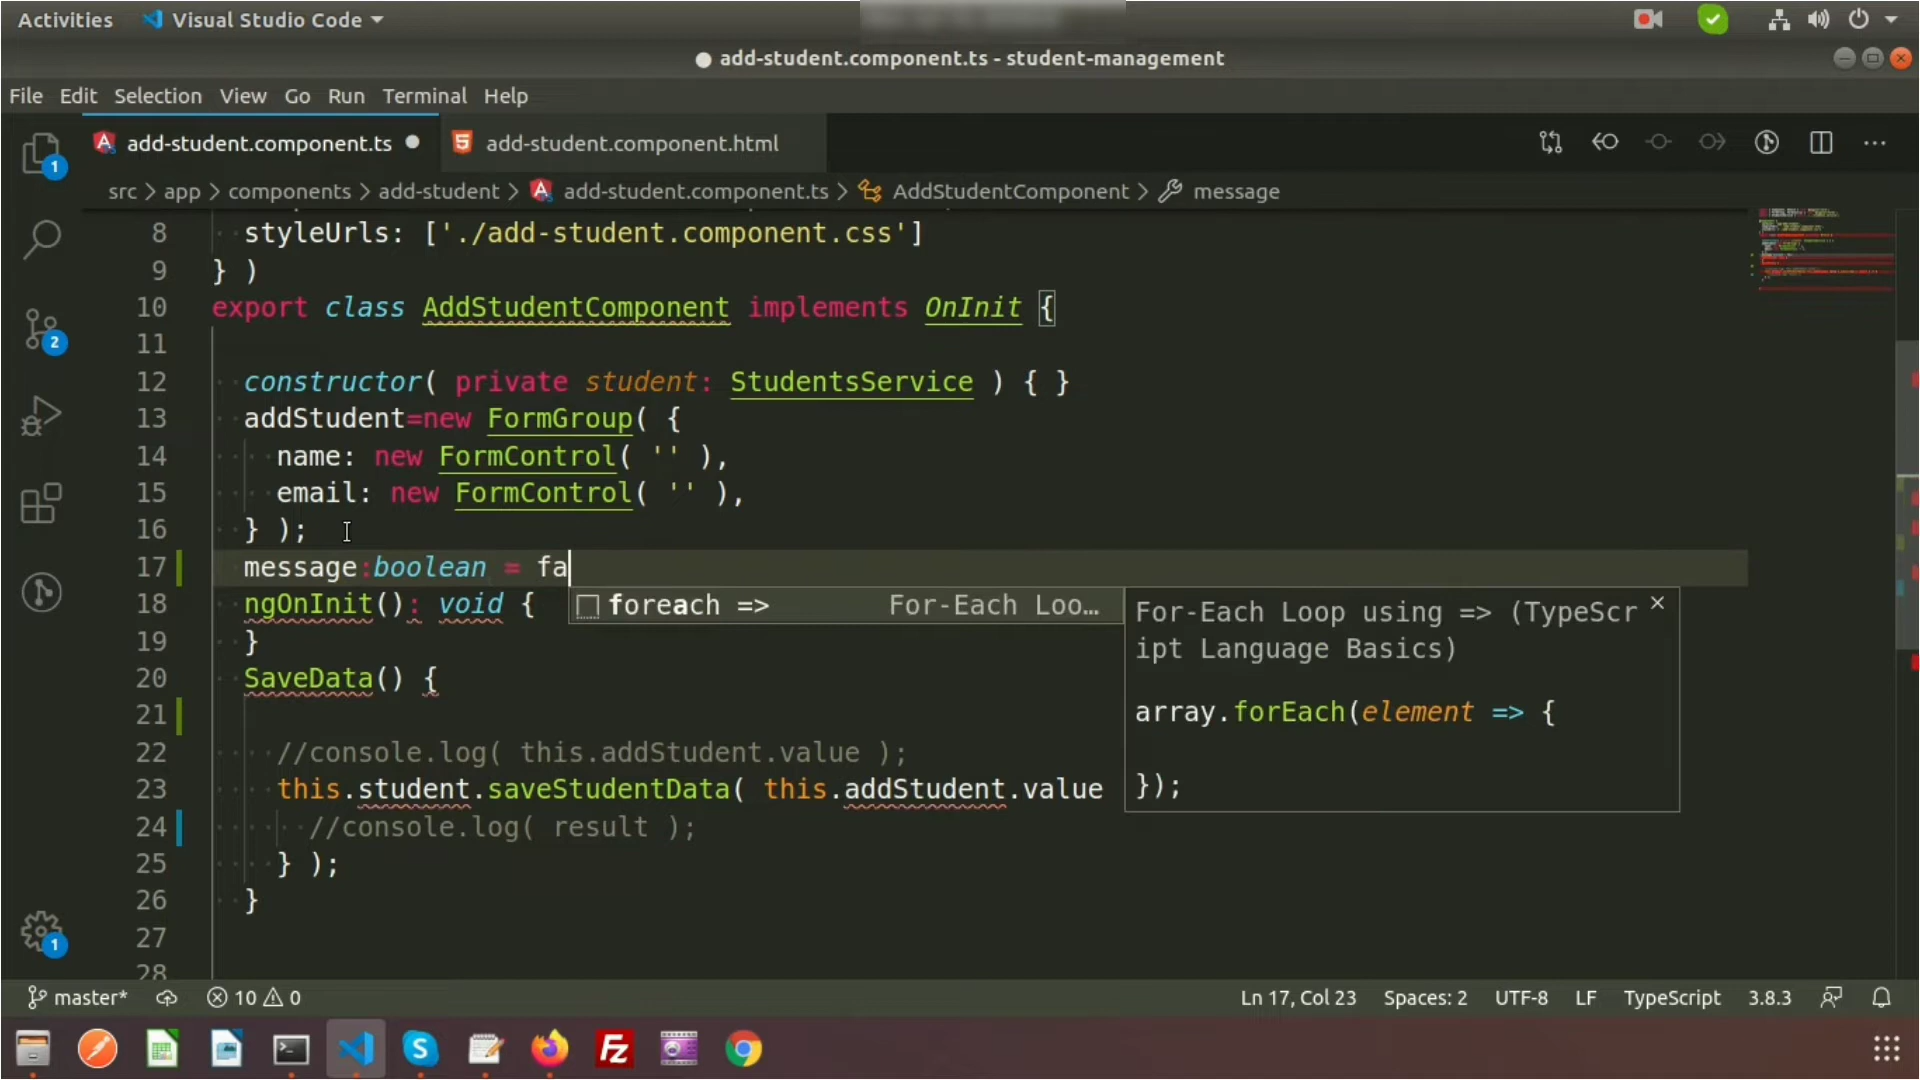 Activities Visual Studio Code
add-student.component.ts - student-management
File Edit Selection View Go Run Terminal Help
add-student.component.ts add-student.component.html
src > app > components > add-student > add-student.component.ts > AddStudentComponent > message
8 styleUrls: ['./add-student.component.css']
9 } )
10 export class AddStudentComponent implements OnInit {
11
12 constructor( private student: StudentsService ) { }
13 addStudent=new FormGroup( {
14 name: new FormControl( '' ),
15 email: new FormControl( '' ),
16 } );
17 message:boolean = fa
18 ngOnInit(): void {
19 }
20 SaveData() {
21
22 //console.log( this.addStudent.value );
23 this.student.saveStudentData( this.addStudent.value
24 //console.log( result );
25 } );
26 }
27
28
foreach => For-Each Loo…
For-Each Loop using => (TypeScr
ipt Language Basics)
array.forEach(element => {
});
1
2
1
master* 10 0 Ln 17, Col 23 Spaces: 2 UTF-8 LF TypeScript 3.8.3
S
Fz